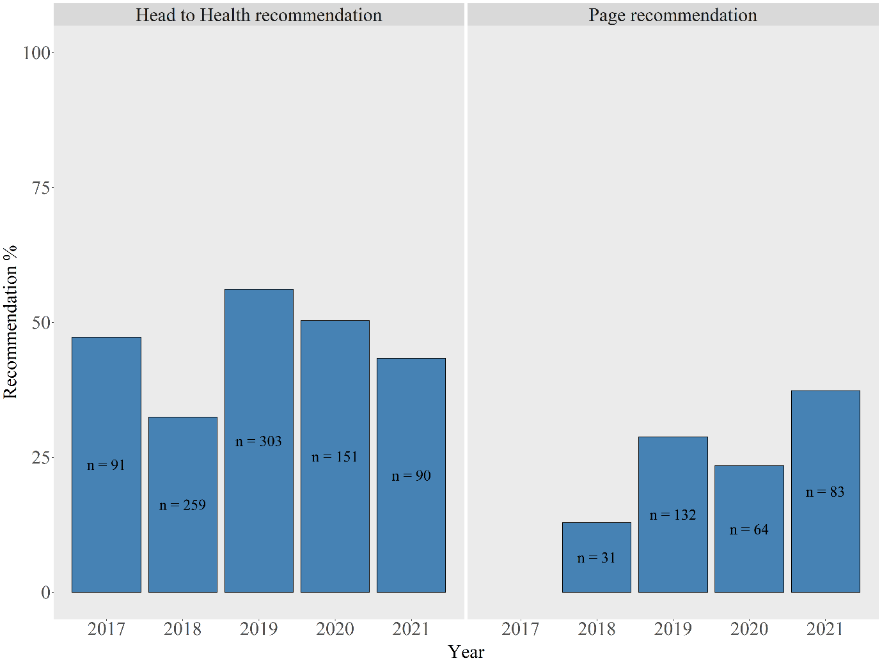 Head to Health recommendation
Page recommendation
Recommendation %
100
75
50
25
0
n = 91
n = 259
n = 303
n = 151
n = 90
n = 31
n = 132
n = 64
n = 83
2017 2018 2019 2020 2021
2017 2018 2019 2020 2021
Year